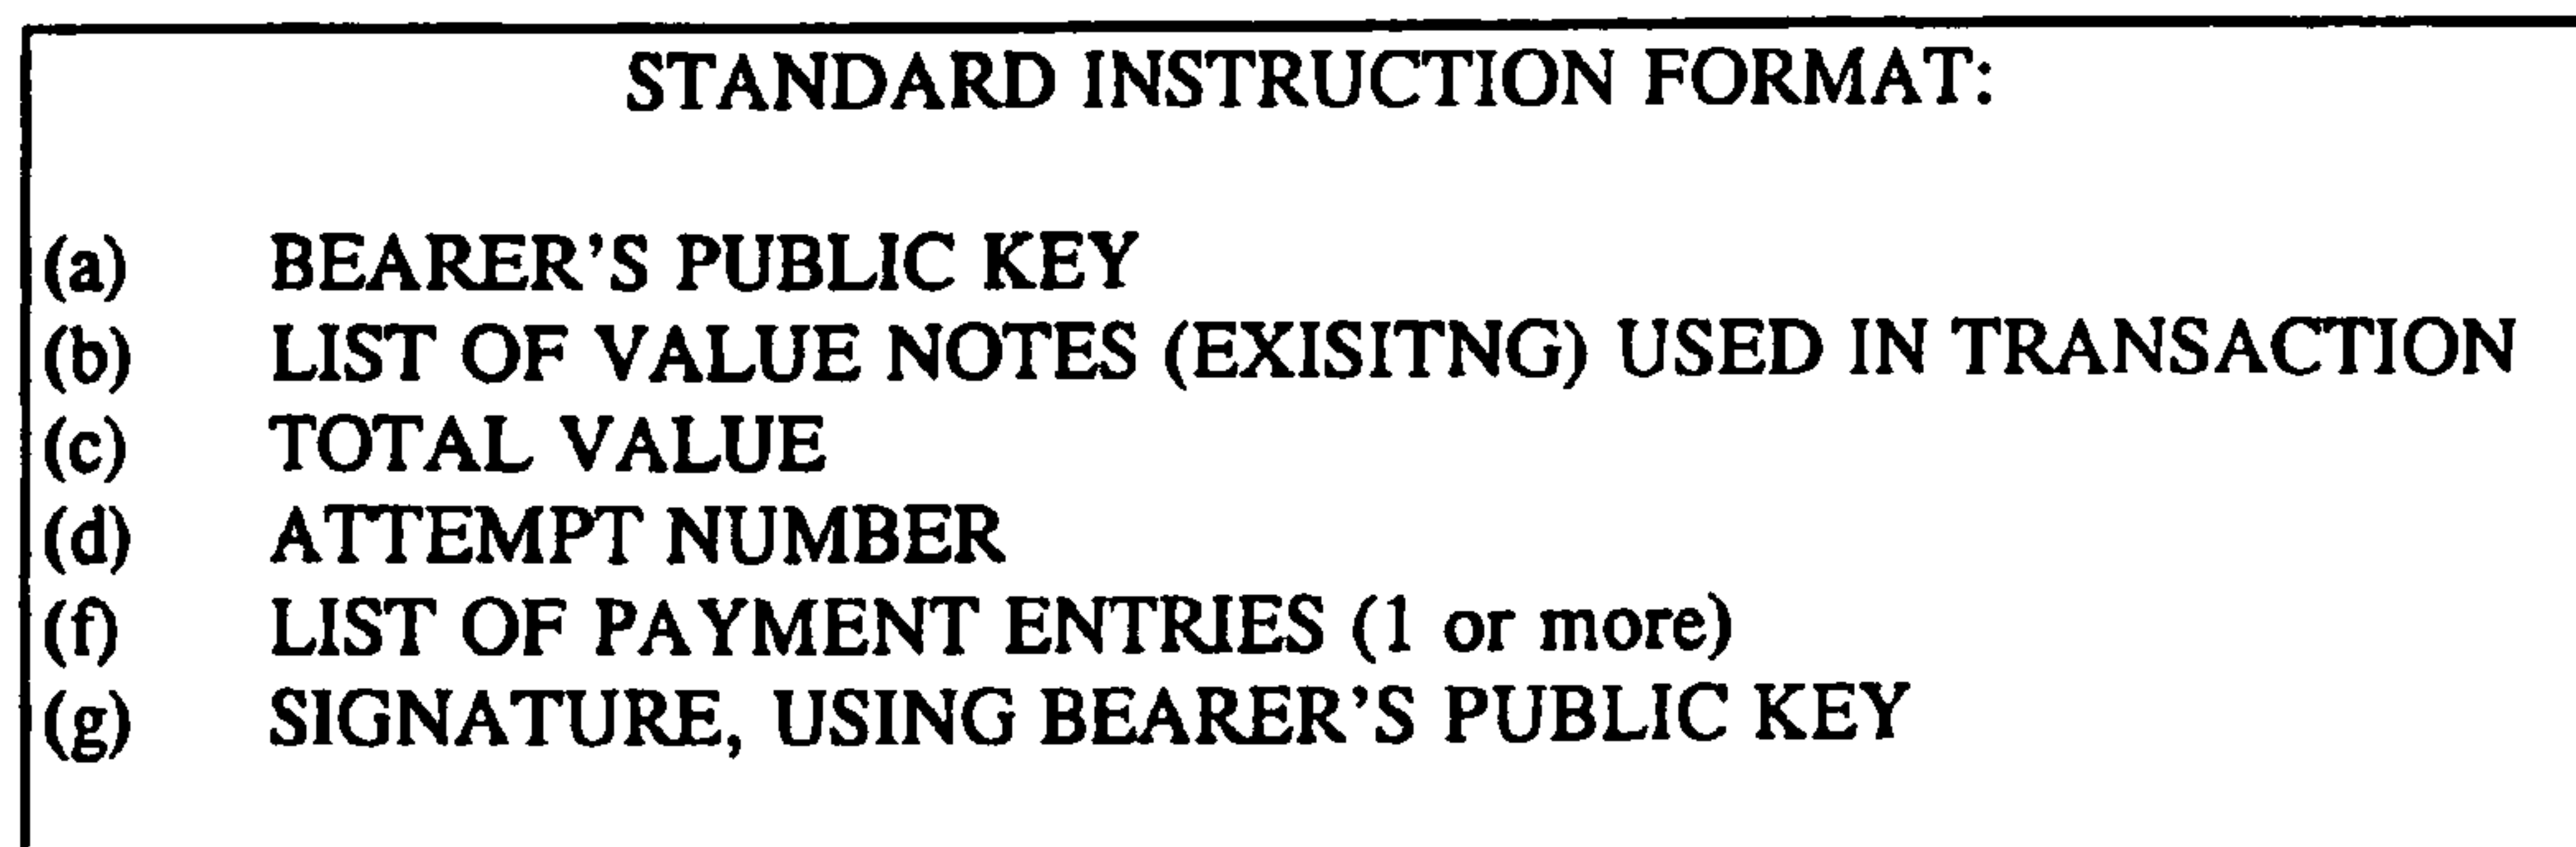 STANDARD INSTRUCTION FORMAT:
(a) BEARER'S PUBLIC KEY
(b) LIST OF VALUE NOTES (EXISITNG) USED IN TRANSACTION
(c) TOTAL VALUE
(d) ATTEMPT NUMBER
(f) LIST OF PAYMENT ENTRIES (1 or more)
(g) SIGNATURE, USING BEARER'S PUBLIC KEY